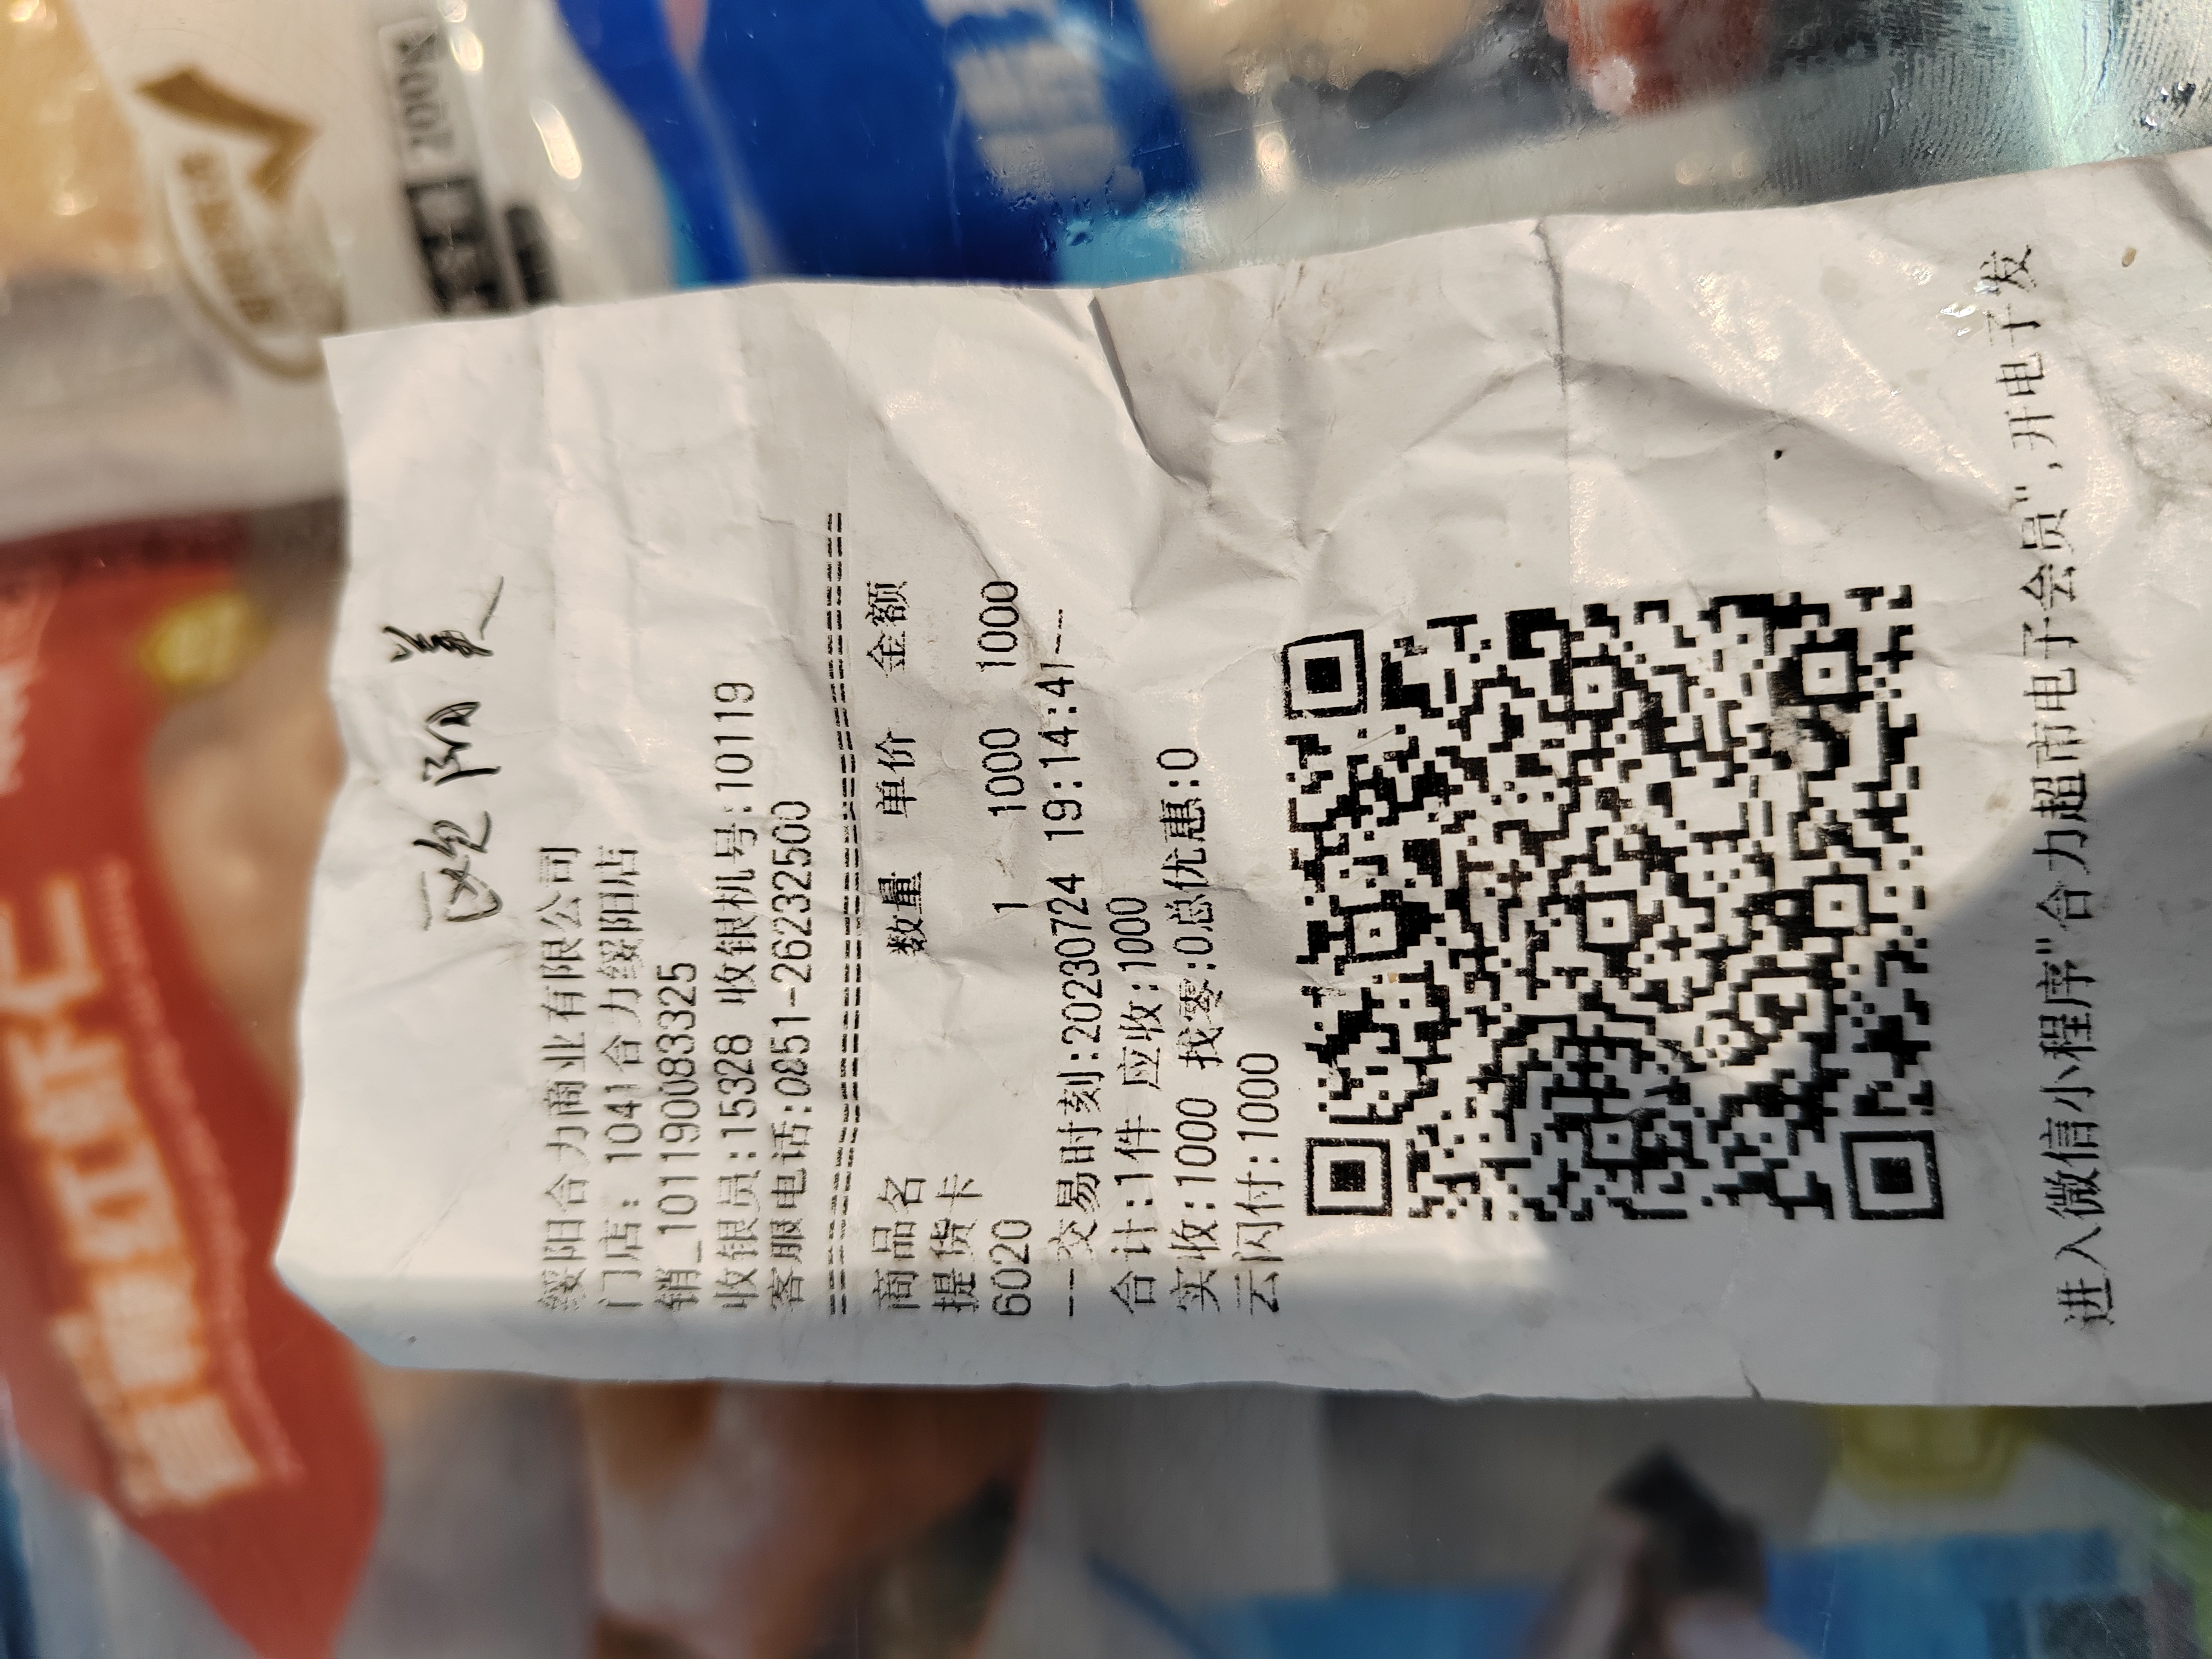 欧阳美
绥阳合力商业有限公司
门店: 1041合力绥阳店
销_101190083325
收银员:15328 收银机号:10119
客服电话:0851-26232500
商品名 数量 单价 金额
提货卡
6020 1 1000 1000
---交易时刻:20230724 19:14:41---
合计:1件 应收:1000
实收:1000 找零:0总优惠:0
云闪付:1000
进入微信小程序"合力超市电子会员",开电子发